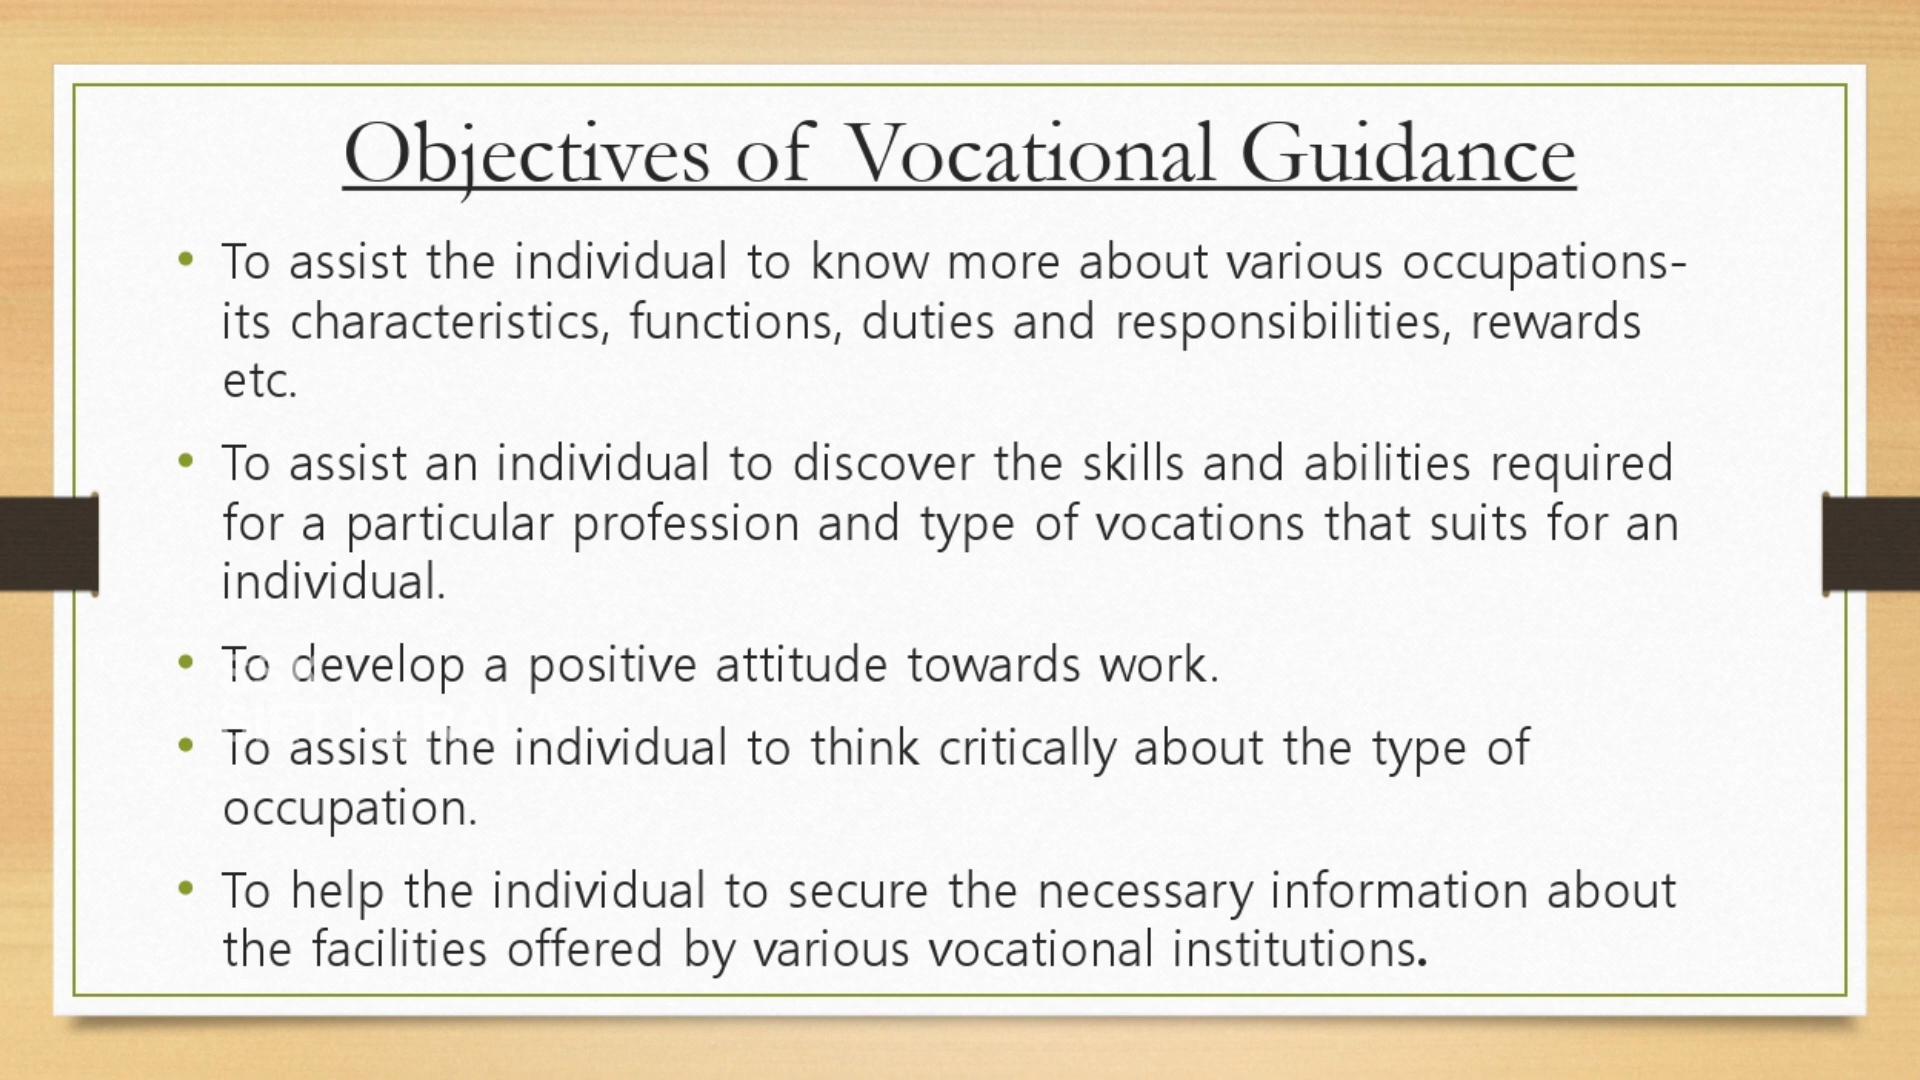 Objectives of Vocational Guidance
• To assist the individual to know more about various occupations-
its characteristics, functions, duties and responsibilities, rewards
etc.
• To assist an individual to discover the skills and abilities required
for a particular profession and type of vocations that suits for an
individual.
• To develop a positive attitude towards work.
• To assist the individual to think critically about the type of
occupation.
• To help the individual to secure the necessary information about
the facilities offered by various vocational institutions.